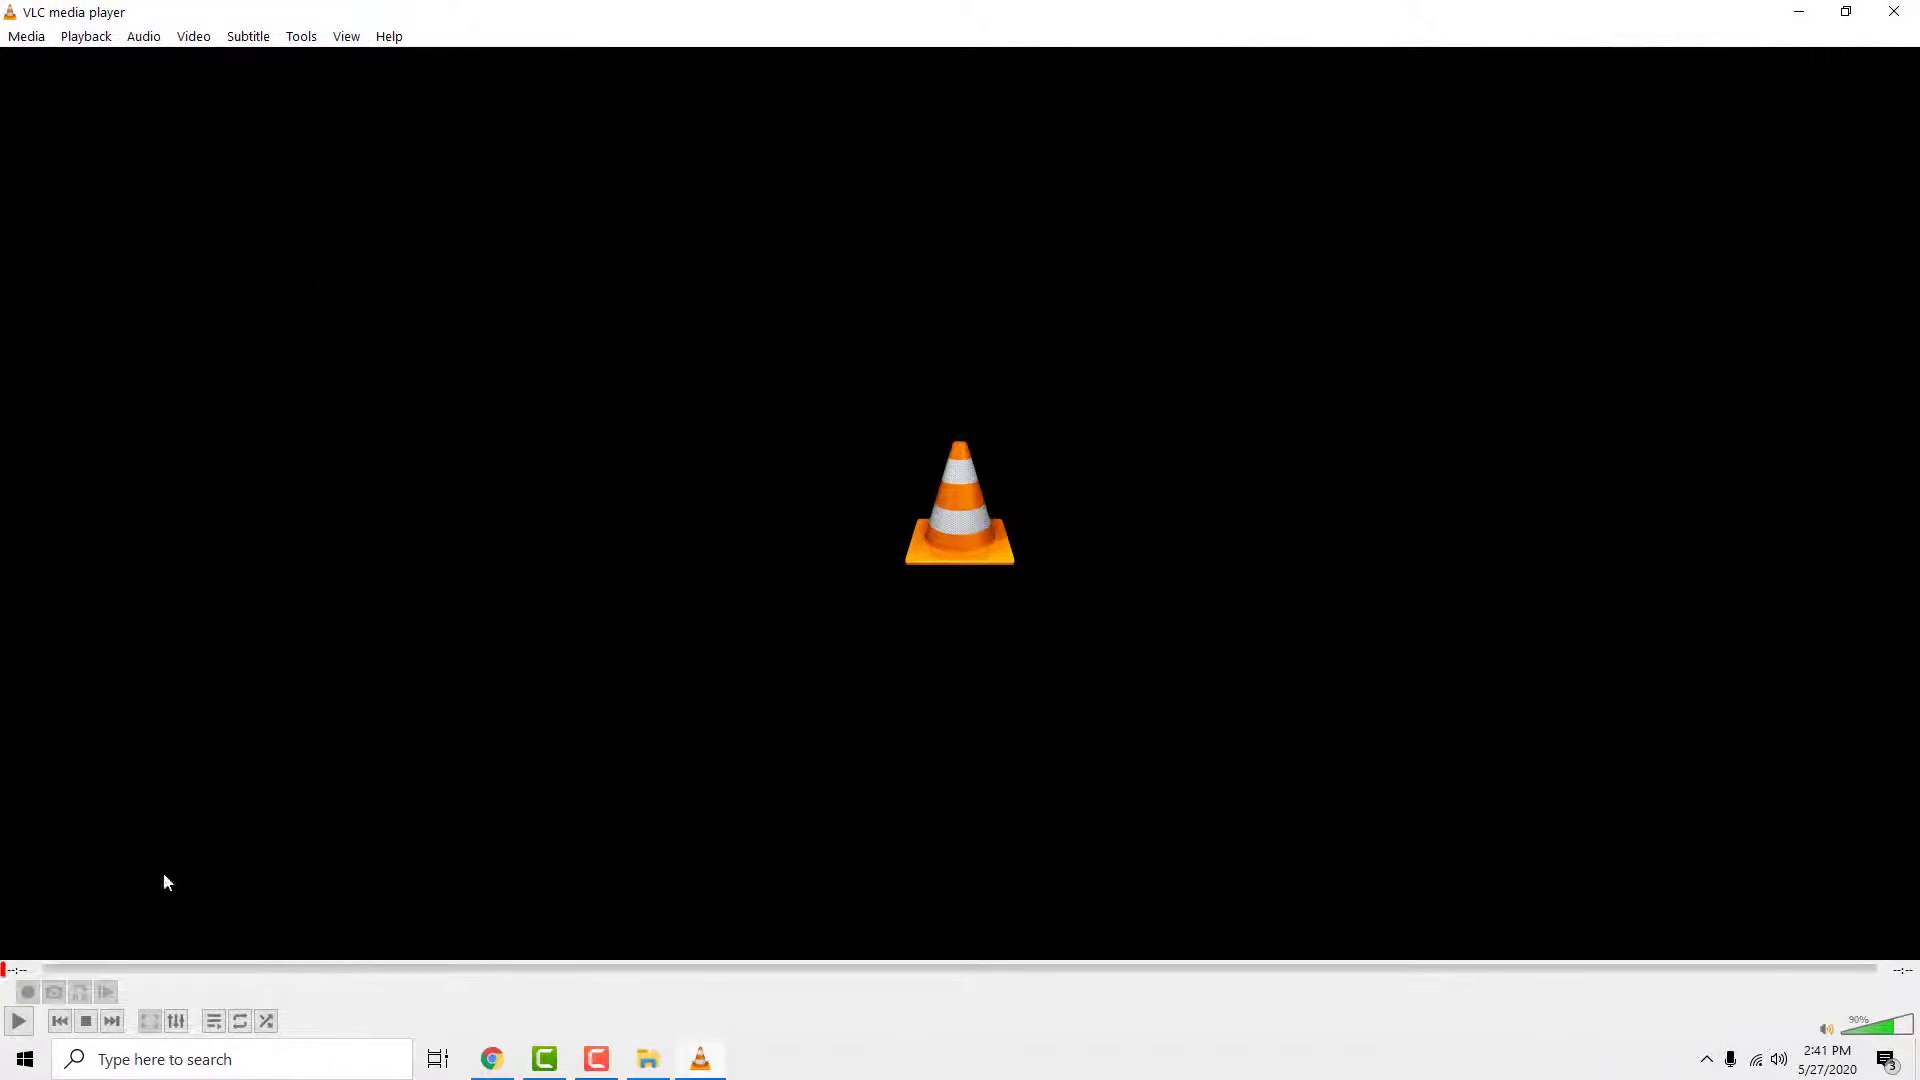 VLC media player
Media Playback Audio Video Subtitle Tools View Help
--:-- --:--
90%
Type here to search
2:41 PM
5/27/2020
3